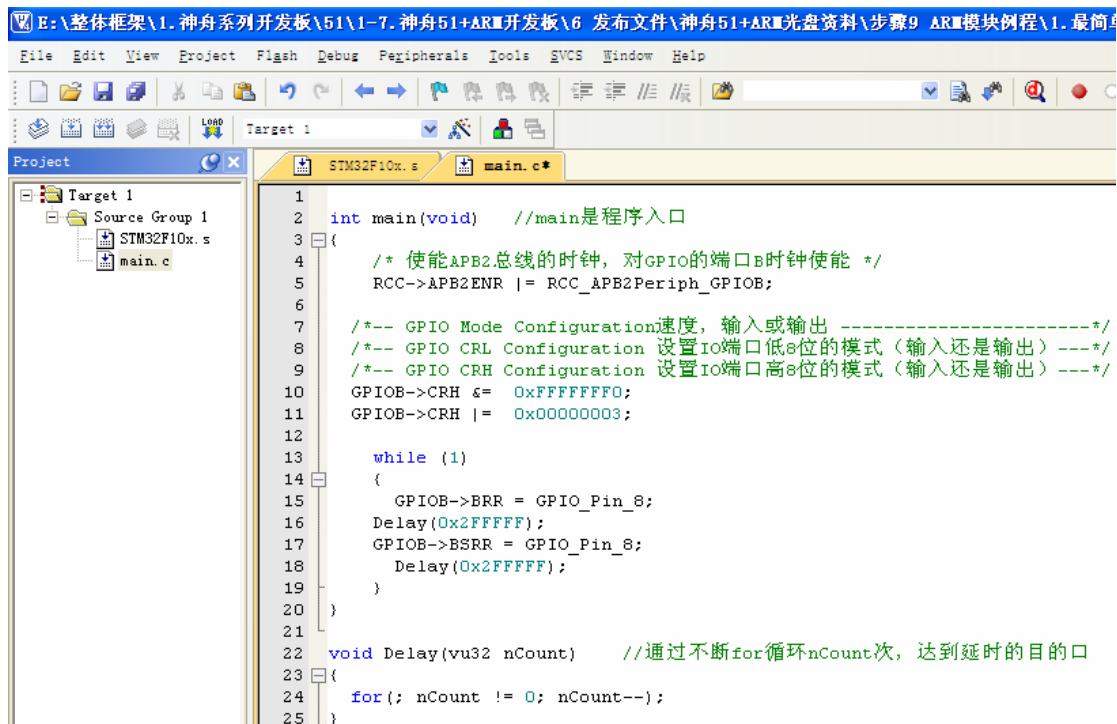 E:\整体框架\1.神舟系列开发板\51\1-7.神舟51+ARM开发板\6 发布文件\神舟51+ARM光盘资料\步骤9 ARM模块例程\1.最简单
File Edit View Project Flash Debug Peripherals Tools SVCS Window Help
LOAD Target 1
Project
STM32F10x.s main.c*
Target 1
Source Group 1
STM32F10x.s
main.c
1
2 int main(void) //main是程序入口
3 {
4 /* 使能APB2总线的时钟，对GPIO的端口B时钟使能 */
5 RCC->APB2ENR |= RCC_APB2Periph_GPIOB;
6
7 /*-- GPIO Mode Configuration速度，输入或输出 -----------------------*/
8 /*-- GPIO CRL Configuration 设置IO端口低8位的模式（输入还是输出）---*/
9 /*-- GPIO CRH Configuration 设置IO端口高8位的模式（输入还是输出）---*/
10 GPIOB->CRH &= 0xFFFFFFF0;
11 GPIOB->CRH |= 0x00000003;
12
13 while (1)
14 {
15 GPIOB->BRR = GPIO_Pin_8;
16 Delay(0x2FFFFF);
17 GPIOB->BSRR = GPIO_Pin_8;
18 Delay(0x2FFFFF);
19 }
20 }
21
22 void Delay(vu32 nCount) //通过不断for循环nCount次，达到延时的目的口
23 {
24 for(; nCount != 0; nCount--);
25 }